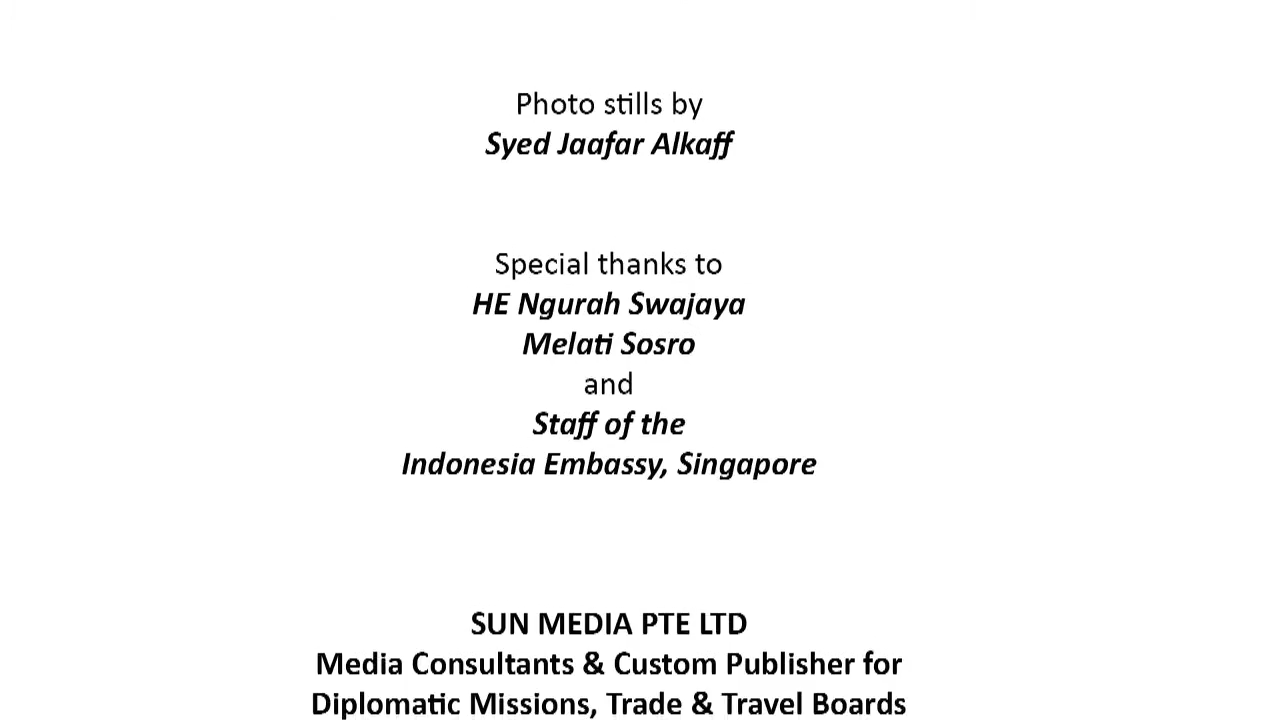 Photo stills by
Syed Jaafar Alkaff
Special thanks to
HE Ngurah Swajaya
Melati Sosro
and
Staff of the
Indonesia Embassy, Singapore
SUN MEDIA PTE LTD
Media Consultants & Custom Publisher for
Diplomatic Missions, Trade & Travel Boards